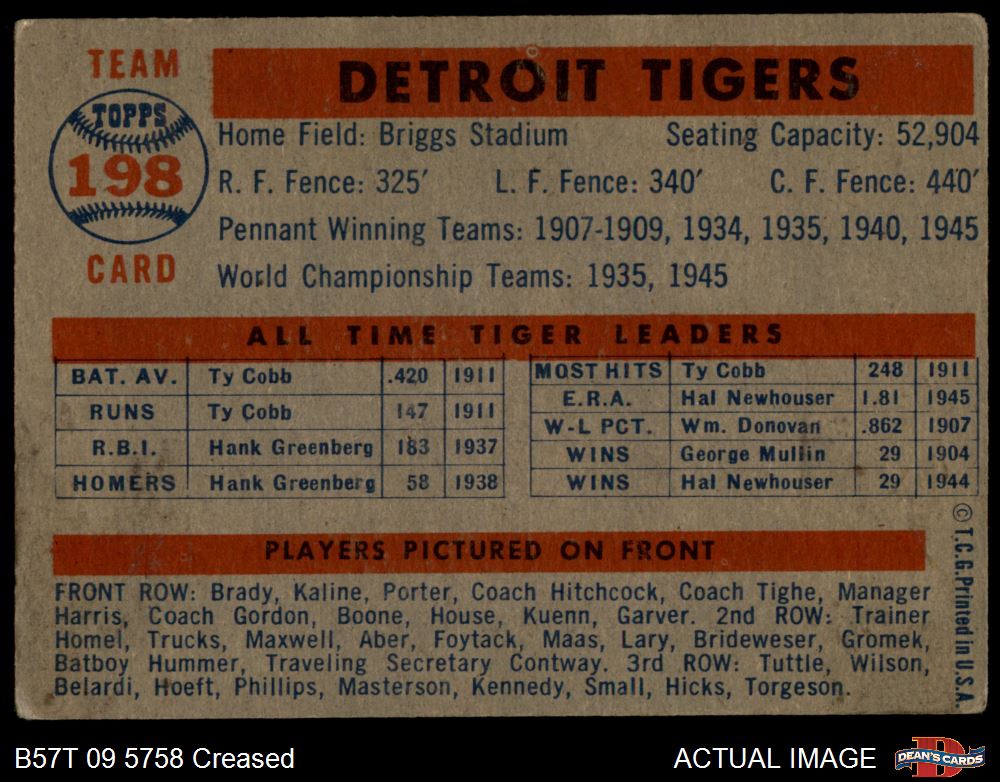 TEAM
TOPPS
198
CARD
DETROIT TIGERS
Home Field: Briggs Stadium Seating Capacity: 52,904
R. F. Fence: 325′ L. F. Fence: 340′ C. F. Fence: 440′
Pennant Winning Teams: 1907-1909, 1934, 1935, 1940, 1945
World Championship Teams: 1935, 1945
ALL TIME TIGER LEADERS
BAT. AV. Ty Cobb .420 1911
RUNS Ty Cobb 147 1911
R.B.I. Hank Greenberg 183 1937
HOMERS Hank Greenberg 58 1938
MOST HITS Ty Cobb 248 1911
E.R.A. Hal Newhouser 1.81 1945
W-L PCT. Wm. Donovan .862 1907
WINS George Mullin 29 1904
WINS Hal Newhouser 29 1944
PLAYERS PICTURED ON FRONT
FRONT ROW: Brady, Kaline, Porter, Coach Hitchcock, Coach Tighe, Manager
Harris, Coach Gordon, Boone, House, Kuenn, Garver. 2nd ROW: Trainer
Homel, Trucks, Maxwell, Aber, Foytack, Maas, Lary, Brideweser, Gromek,
Batboy Hummer, Traveling Secretary Contway. 3rd ROW: Tuttle, Wilson,
Belardi, Hoeft, Phillips, Masterson, Kennedy, Small, Hicks, Torgeson.
© T.C.G. Printed in U.S.A.
B57T 09 5758 Creased
ACTUAL IMAGE
D
DEAN'S CARDS